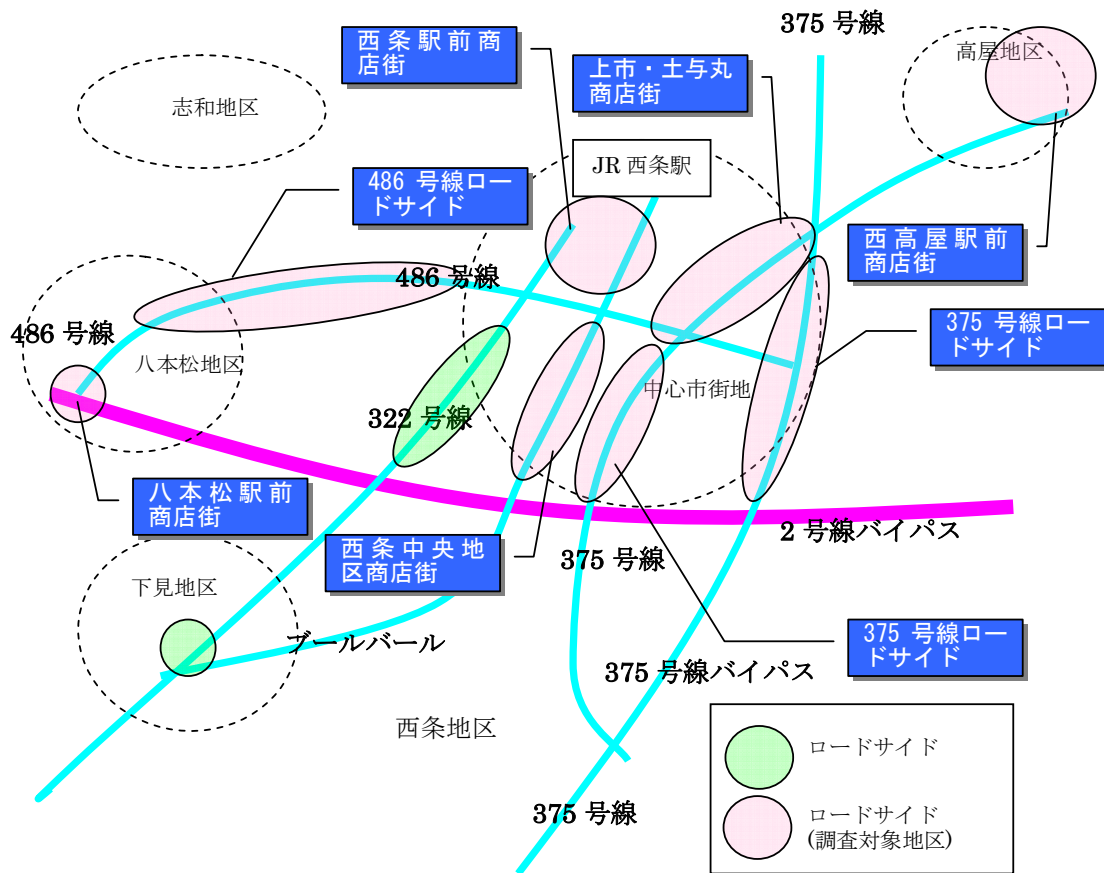 375 号線
西条駅前商
店街
上市・土与丸
商店街
高屋地区
志和地区
JR 西条駅
486 号線ロー
ドサイド
西高屋駅前
商店街
486 号線
486 号線
375 号線ロー
ドサイド
八本松地区
中心市街地
322 号線
八本松駅前
商店街
2 号線バイパス
西条中央地
区商店街
375 号線
下見地区
ブールバール
375 号線ロー
ドサイド
375 号線バイパス
西条地区
ロードサイド
375 号線
ロードサイド
(調査対象地区)